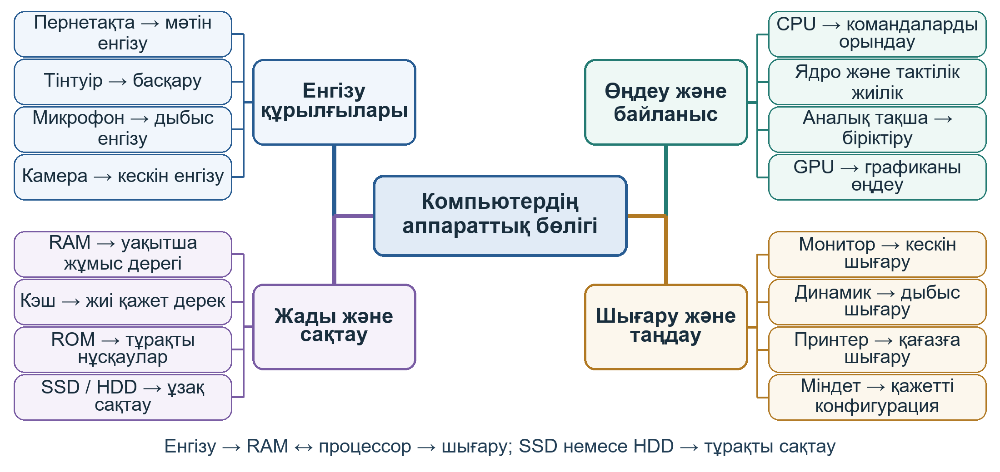 Пернетақта → мәтін
енгізу
Тінтуір → басқару
Микрофон → дыбыс
енгізу
Камера → кескін енгізу
Енгізу
құрылғылары
Өңдеу және
байланыс
CPU → командаларды
орындау
Ядро және тактілік
жиілік
Аналық тақша →
біріктіру
GPU → графиканы
өңдеу
Компьютердің
аппараттық бөлігі
RAM → уақытша
жұмыс дерегі
Кэш → жиі қажет дерек
ROM → тұрақты
нұсқаулар
SSD / HDD → ұзақ
сақтау
Жады және
сақтау
Шығару және
таңдау
Монитор → кескін
шығару
Динамик → дыбыс
шығару
Принтер → қағазға
шығару
Міндет → қажетті
конфигурация
Енгізу → RAM ↔ процессор → шығару; SSD немесе HDD → тұрақты сақтау